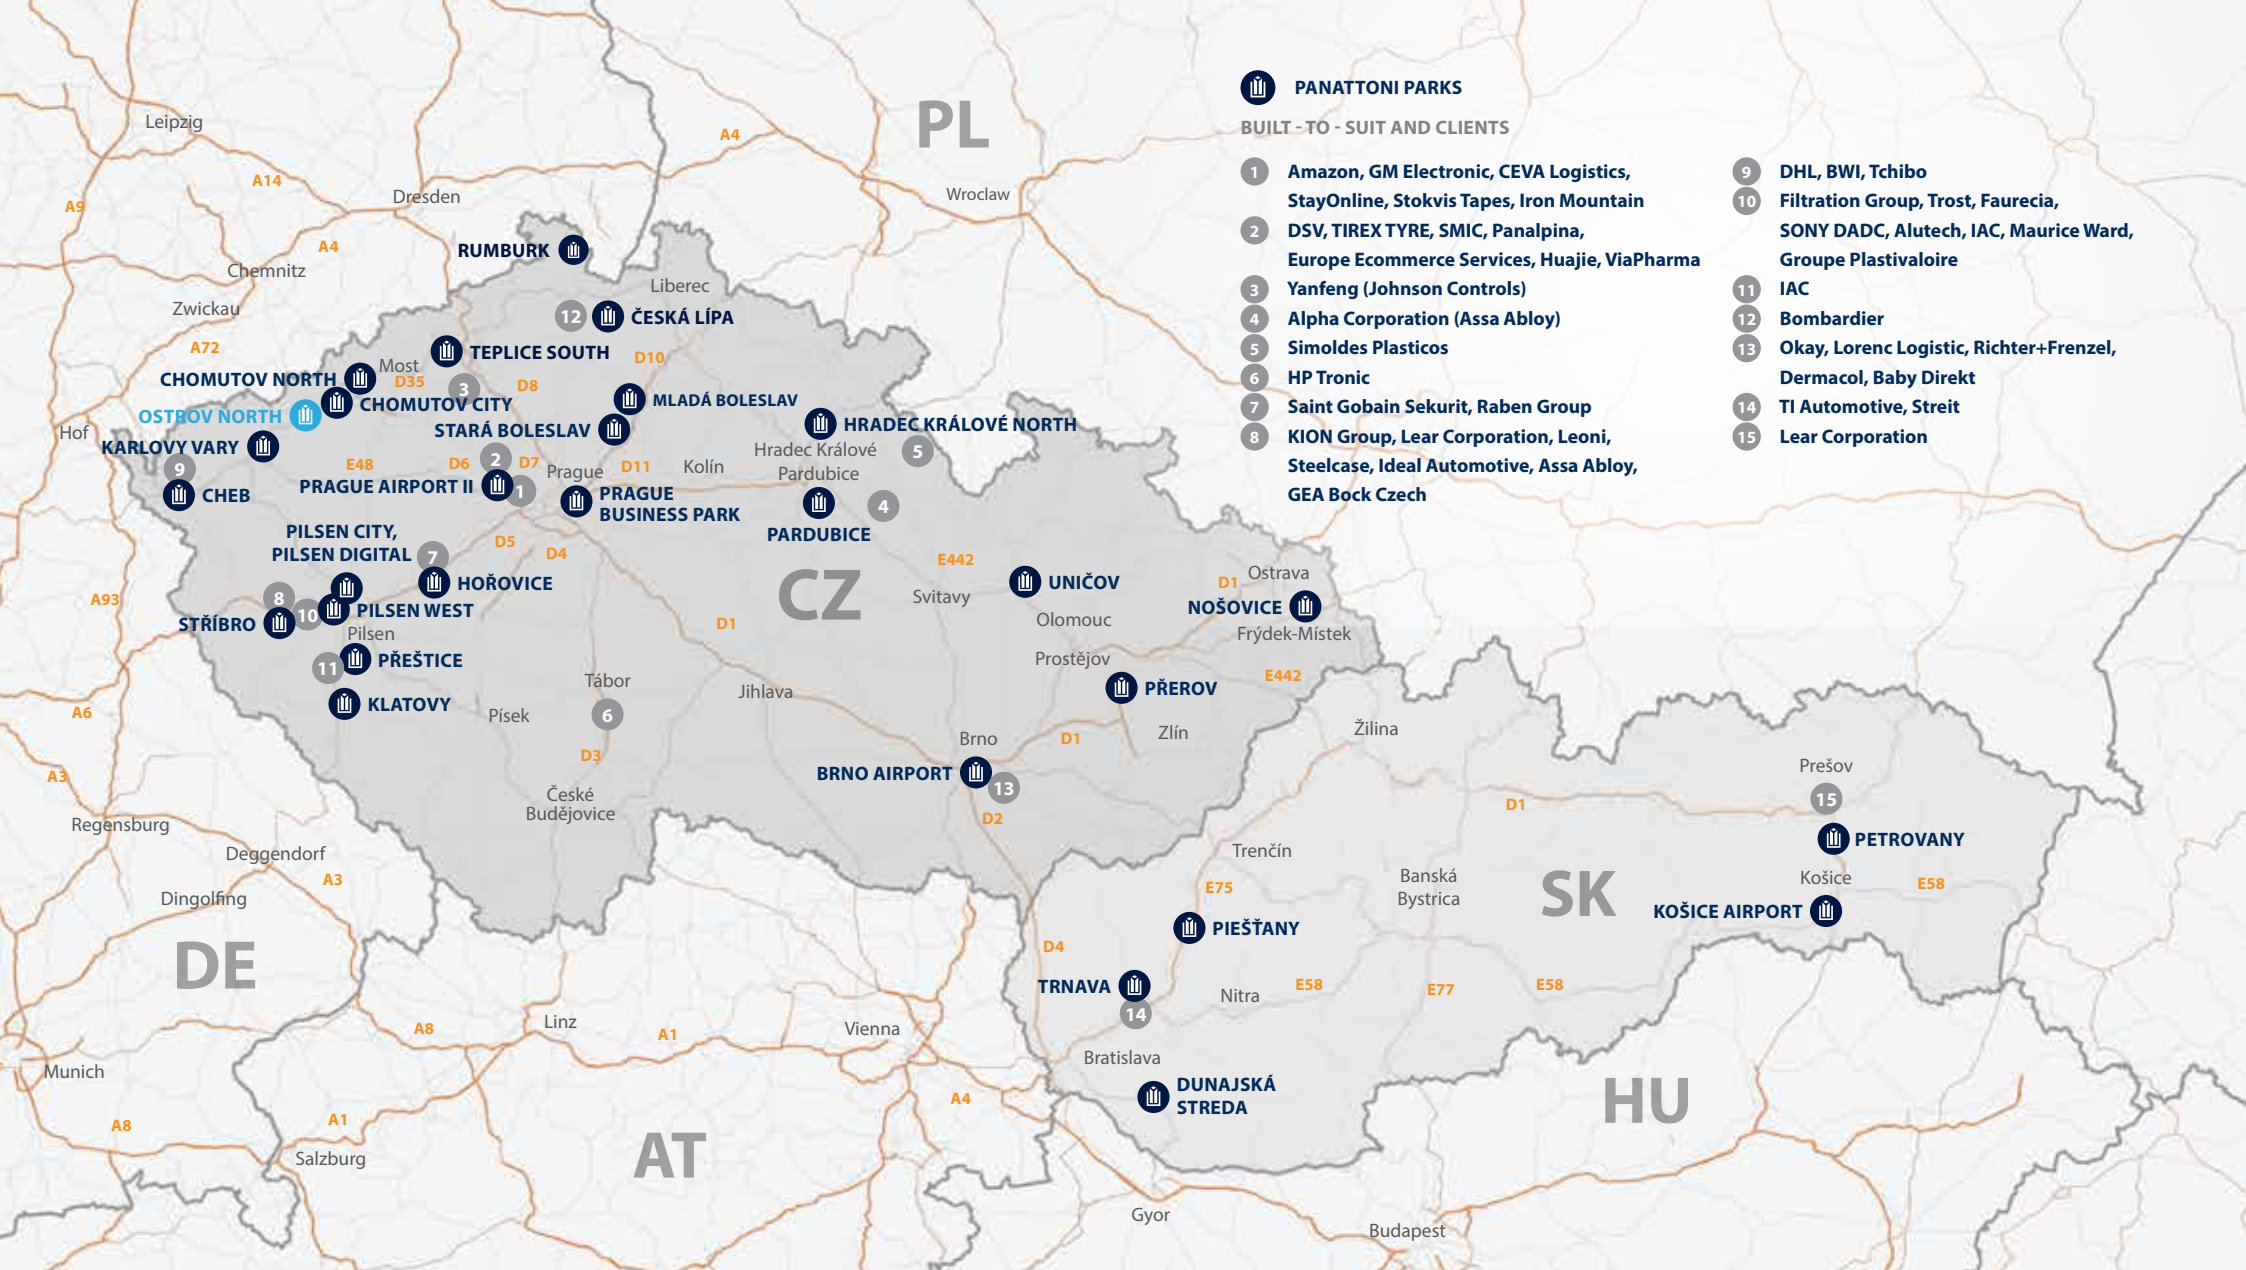 PANATTONI PARKS
BUILT - TO - SUIT AND CLIENTS
1 Amazon, GM Electronic, CEVA Logistics,
StayOnline, Stokvis Tapes, Iron Mountain
2 DSV, TIREX TYRE, SMIC, Panalpina,
Europe Ecommerce Services, Huajie, ViaPharma
3 Yanfeng (Johnson Controls)
4 Alpha Corporation (Assa Abloy)
5 Simoldes Plasticos
6 HP Tronic
7 Saint Gobain Sekurit, Raben Group
8 KION Group, Lear Corporation, Leoni,
Steelcase, Ideal Automotive, Assa Abloy,
GEA Bock Czech
9 DHL, BWI, Tchibo
10 Filtration Group, Trost, Faurecia,
SONY DADC, Alutech, IAC, Maurice Ward,
Groupe Plastivaloire
11 IAC
12 Bombardier
13 Okay, Lorenc Logistic, Richter+Frenzel,
Dermacol, Baby Direkt
14 TI Automotive, Streit
15 Lear Corporation
PL
Leipzig
A4
A14
Dresden
Wroclaw
A9
A4
RUMBURK
Chemnitz
Liberec
Zwickau
12
ČESKÁ LÍPA
A72
TEPLICE SOUTH
D10
Most
CHOMUTOV NORTH
D35
3
D8
CHOMUTOV CITY
MLADÁ BOLESLAV
OSTROV NORTH
HRADEC KRÁLOVÉ NORTH
Hof
STARÁ BOLESLAV
KARLOVY VARY
Hradec Králové
5
9
E48
D6
2
D7
Prague
D11
Kolín
Pardubice
CHEB
PRAGUE AIRPORT II
1
PRAGUE
BUSINESS PARK
4
PARDUBICE
PILSEN CITY,
PILSEN DIGITAL
7
D5
D4
E442
CZ
HOŘOVICE
UNIČOV
Ostrava
D1
A93
8
10
PILSEN WEST
Svitavy
NOŠOVICE
STŘÍBRO
Pilsen
D1
Olomouc
Frýdek-Místek
11
PŘEŠTICE
Prostějov
E442
Tábor
Jihlava
PŘEROV
KLATOVY
Písek
6
A6
Brno
D1
Zlín
Žilina
D3
BRNO AIRPORT
13
A3
Prešov
15
České
Budějovice
D2
D1
Regensburg
PETROVANY
Deggendorf
Trenčín
A3
Banská
Bystrica
SK
Košice
E75
E58
Dingolfing
KOŠICE AIRPORT
PIEŠŤANY
DE
D4
TRNAVA
Nitra
E58
E77
E58
14
Linz
A8
A1
Vienna
Bratislava
Munich
DUNAJSKÁ
STREDA
HU
A4
A1
A8
AT
Salzburg
Gyor
Budapest